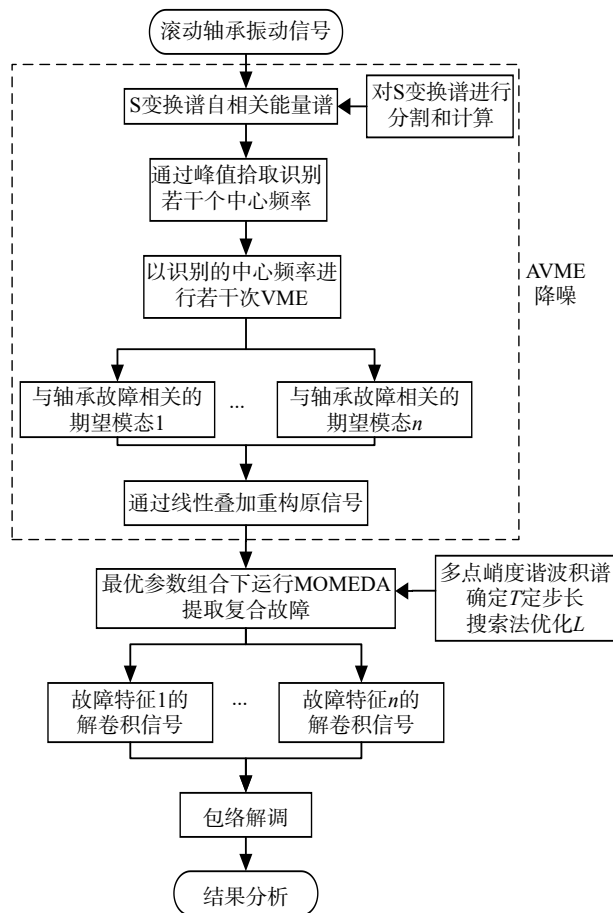 滚动轴承振动信号
S变换谱自相关能量谱
对S变换谱进行
分割和计算
通过峰值拾取识别
若干个中心频率
以识别的中心频率进
行若干次VME
AVME
降噪
与轴承故障相关的
期望模态1
...
与轴承故障相关的
期望模态n
通过线性叠加重构原信号
最优参数组合下运行MOMEDA
提取复合故障
多点峭度谐波积谱
确定T定步长
搜索法优化L
故障特征1的
解卷积信号
...
故障特征n的
解卷积信号
包络解调
结果分析